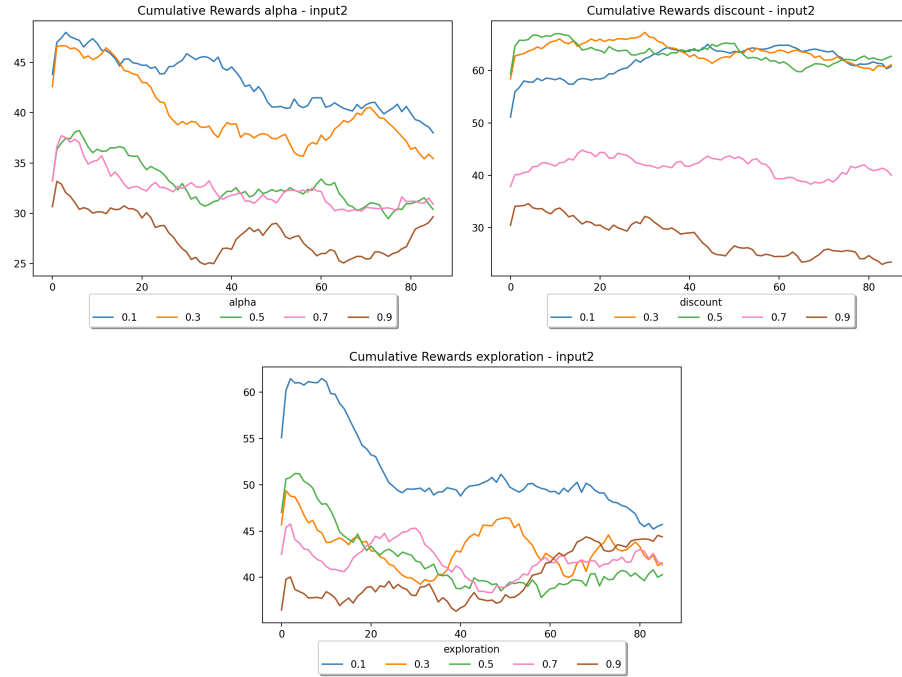 Cumulative Rewards alpha - input2
45
40
35
30
25
0 20 40 60 80
alpha
0.1 0.3 0.5 0.7 0.9
Cumulative Rewards discount - input2
60
50
40
30
0 20 40 60 80
discount
0.1 0.3 0.5 0.7 0.9
Cumulative Rewards exploration - input2
60
55
50
45
40
0 20 40 60 80
exploration
0.1 0.3 0.5 0.7 0.9